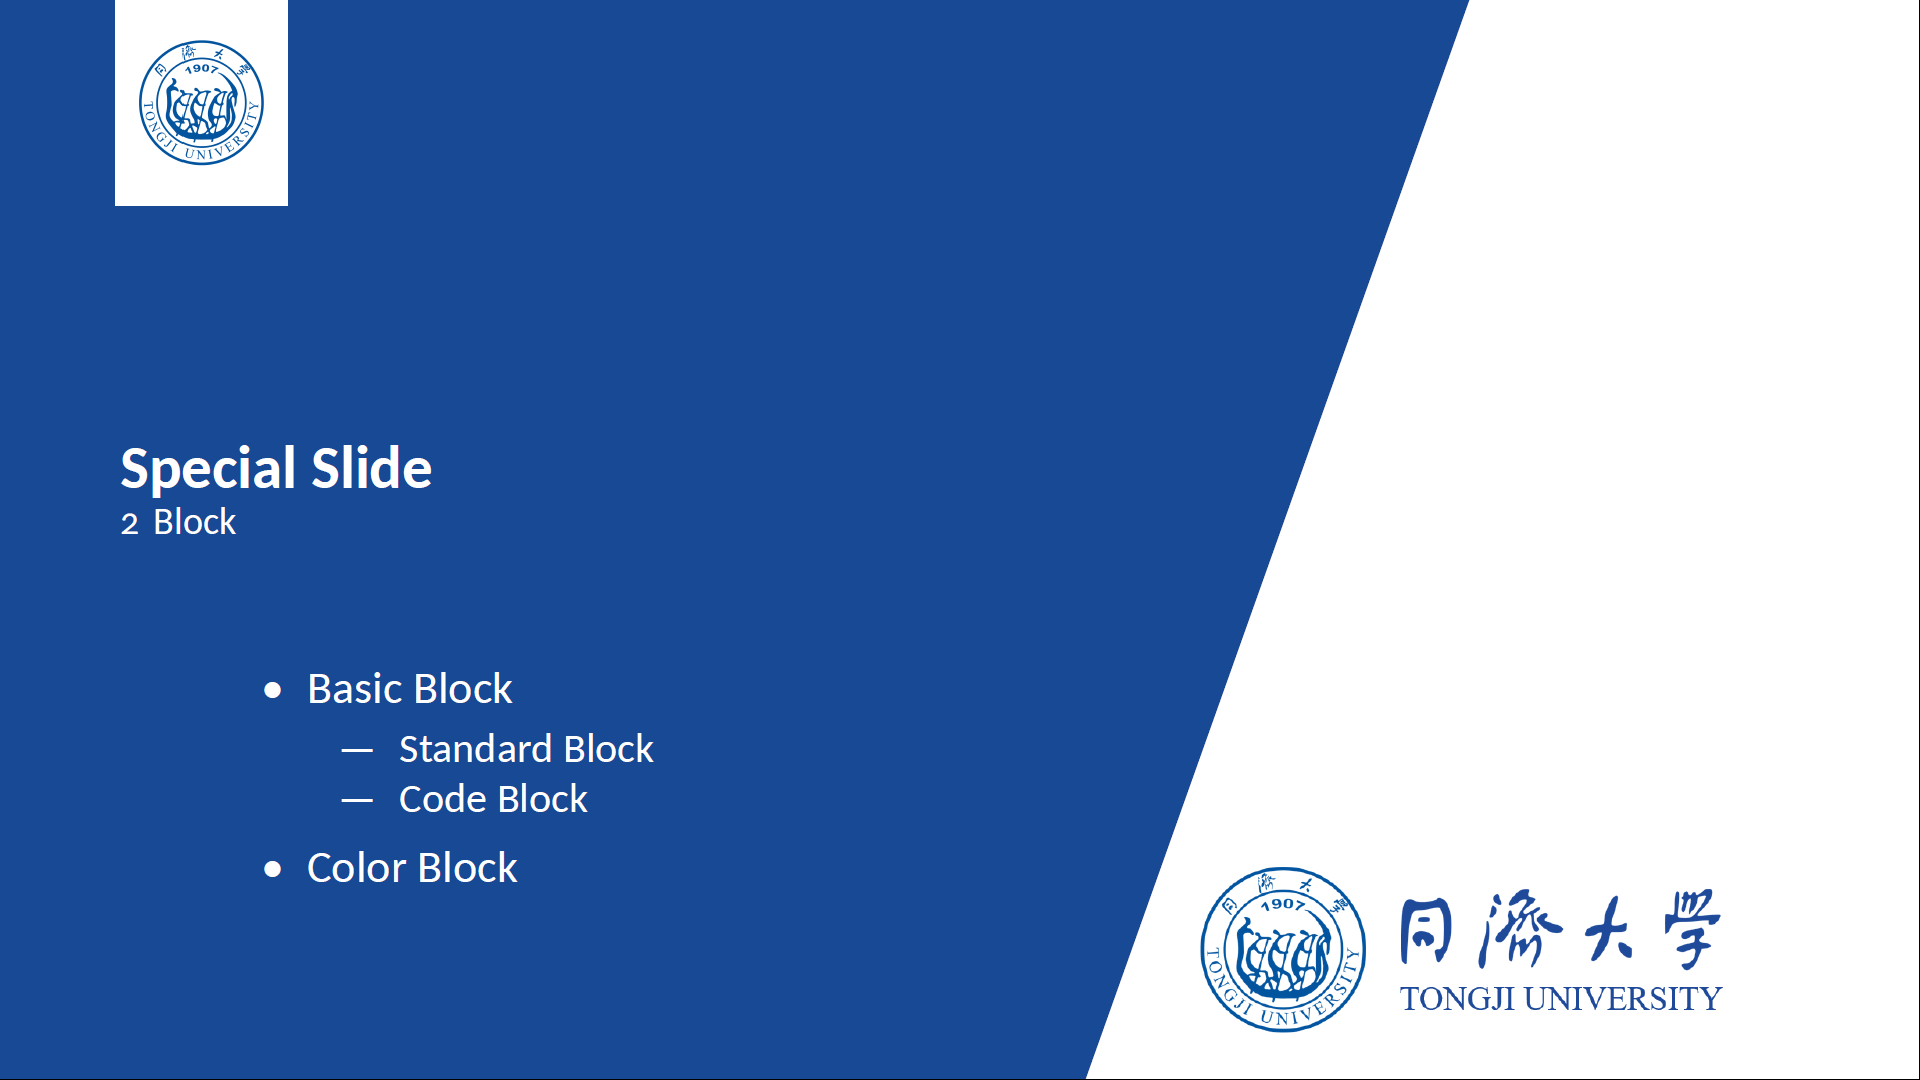 同濟大學
1907
TONGJI UNIVERSITY
Special Slide
2 Block
• Basic Block
— Standard Block
— Code Block
• Color Block
同濟大學
1907
TONGJI UNIVERSITY
同濟大学
TONGJI UNIVERSITY